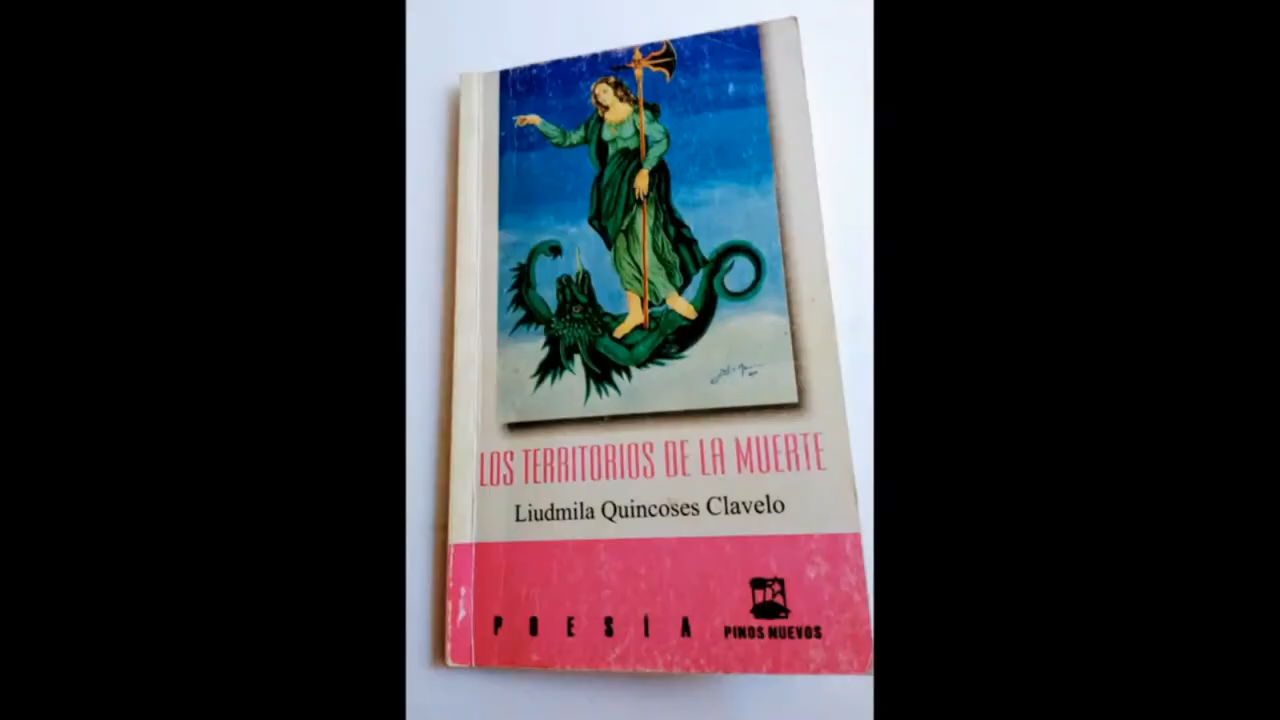 LOS TERRITORIOS DE LA MUERTE
Liudmila Quincoses Clavelo
POESÍA
PINOS NUEVOS